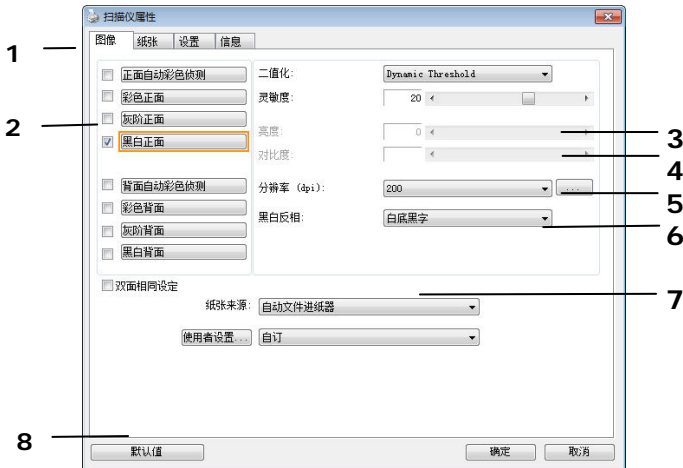 扫描仪属性
图像 纸张 设置 信息
1
正面自动彩色侦测
彩色正面
灰阶正面
黑白正面
2
背面自动彩色侦测
彩色背面
灰阶背面
黑白背面
二值化: Dynamic Threshold
灵敏度: 20
亮度: 0
3
对比度:
4
分辨率 (dpi): 200 ...
5
黑白反相: 白底黑字
6
双面相同设定
7
纸张来源: 自动文件进纸器
使用者设置... 自订
8
默认值 确定 取消